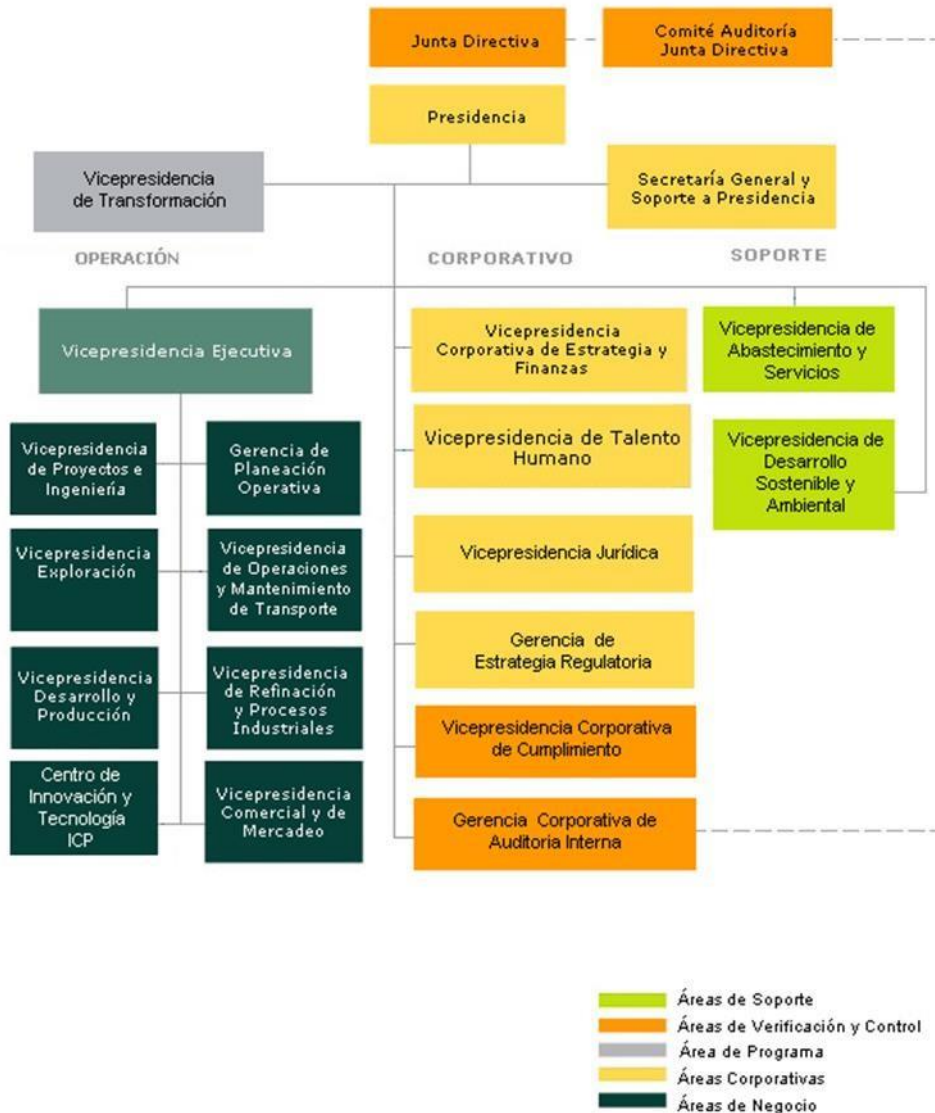 Junta Directiva
Comité Auditoría
Junta Directiva
Presidencia
Vicepresidencia
de Transformación
Secretaría General y
Soporte a Presidencia
OPERACIÓN
CORPORATIVO
SOPORTE
Vicepresidencia Ejecutiva
Vicepresidencia
de Proyectos e
Ingeniería
Gerencia de
Planeación
Operativa
Vicepresidencia
Exploración
Vicepresidencia
de Operaciones
y Mantenimiento
de Transporte
Vicepresidencia
Desarrollo y
Producción
Vicepresidencia
de Refinación
y Procesos
Industriales
Centro de
Innovación y
Tecnología
ICP
Vicepresidencia
Comercial y de
Mercadeo
Vicepresidencia
Corporativa de Estrategia y
Finanzas
Vicepresidencia de Talento
Humano
Vicepresidencia Jurídica
Gerencia de
Estrategia Regulatoria
Vicepresidencia Corporativa
de Cumplimiento
Gerencia Corporativa de
Auditoria Interna
Vicepresidencia de
Abastecimiento y
Servicios
Vicepresidencia de
Desarrollo
Sostenible y
Ambiental
Áreas de Soporte
Áreas de Verificación y Control
Área de Programa
Áreas Corporativas
Áreas de Negocio